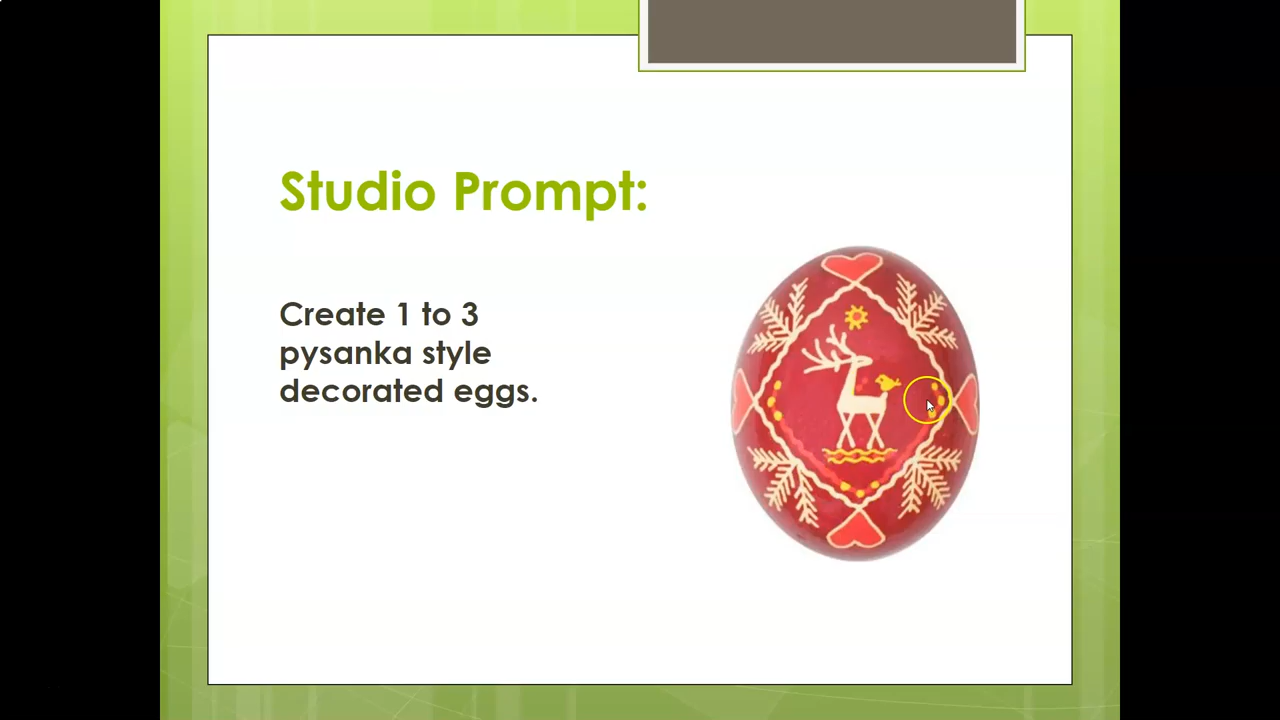 Studio Prompt:
Create 1 to 3
pysanka style
decorated eggs.